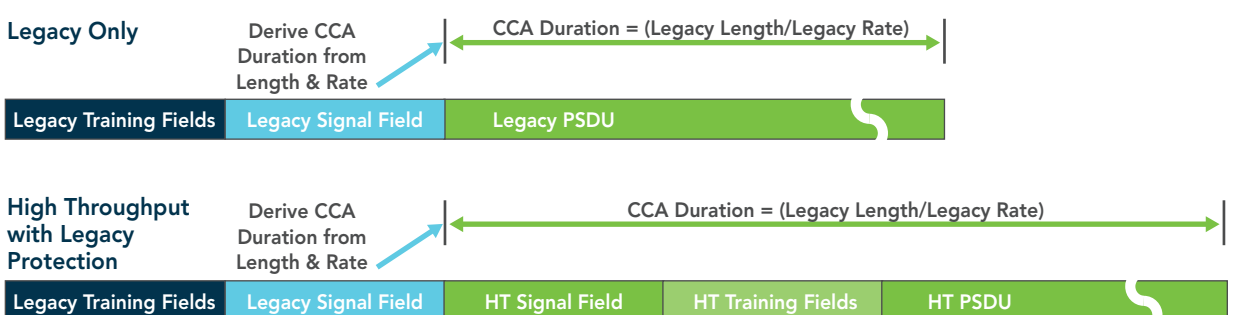 Legacy Only
Derive CCA
Duration from
Length & Rate
CCA Duration = (Legacy Length/Legacy Rate)
Legacy Training Fields
Legacy Signal Field
Legacy PSDU
High Throughput
with Legacy
Protection
Derive CCA
Duration from
Length & Rate
CCA Duration = (Legacy Length/Legacy Rate)
Legacy Training Fields
Legacy Signal Field
HT Signal Field
HT Training Fields
HT PSDU